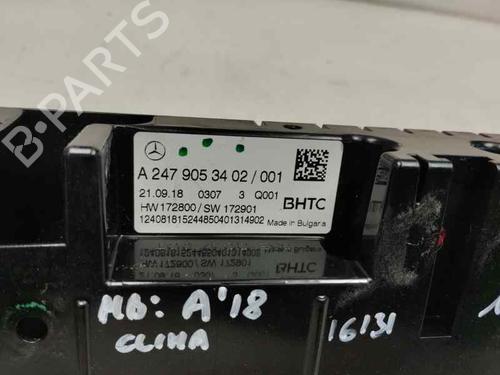 B-PARTS
A 247 905 34 02 / 001
21.09.18 0307 3 Q001
BHTC
HW 172800 / SW 172901
Made in Bulgaria
124081815244850401314902
MB: A'18
CLIMA
16131